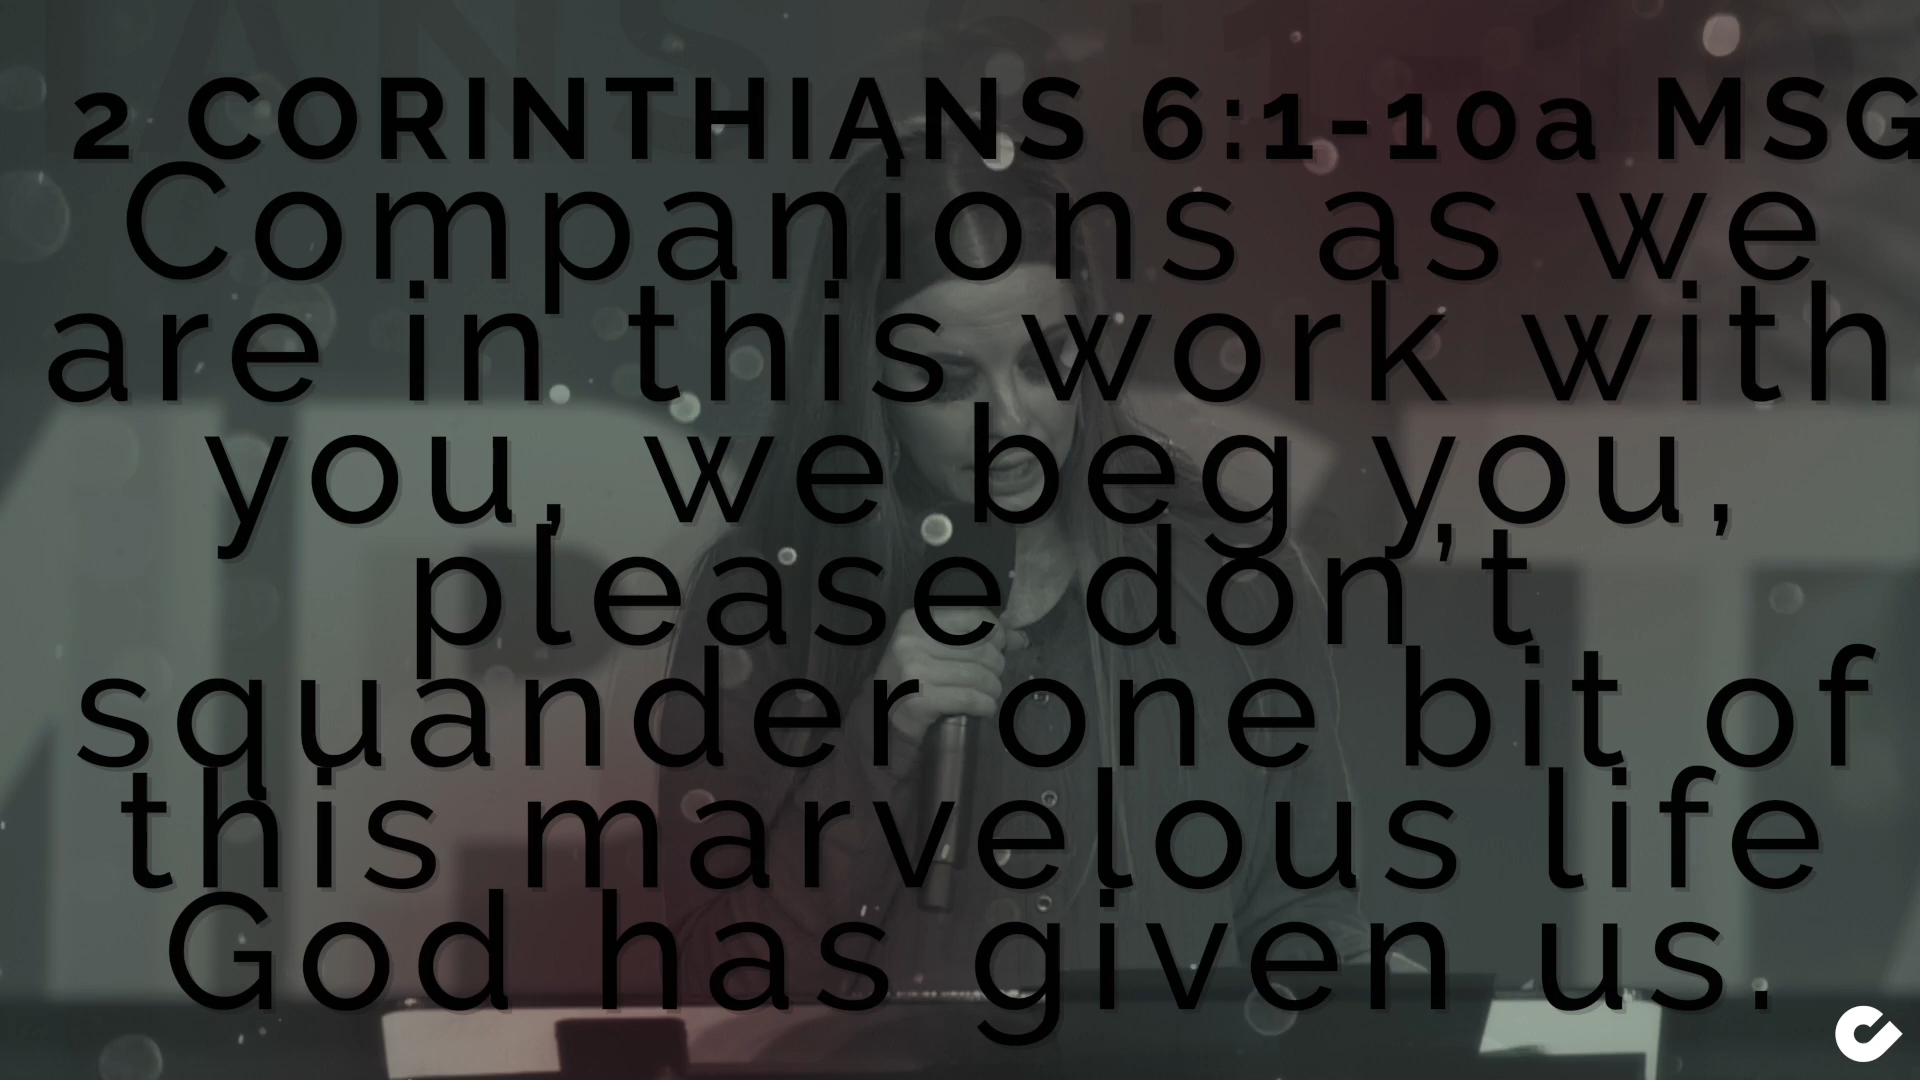 2 CORINTHIANS 6:1-10a MSG
Companions as we
are in this work with
you, we beg you,
please don't
squander one bit of
this marvelous life
God has given us.